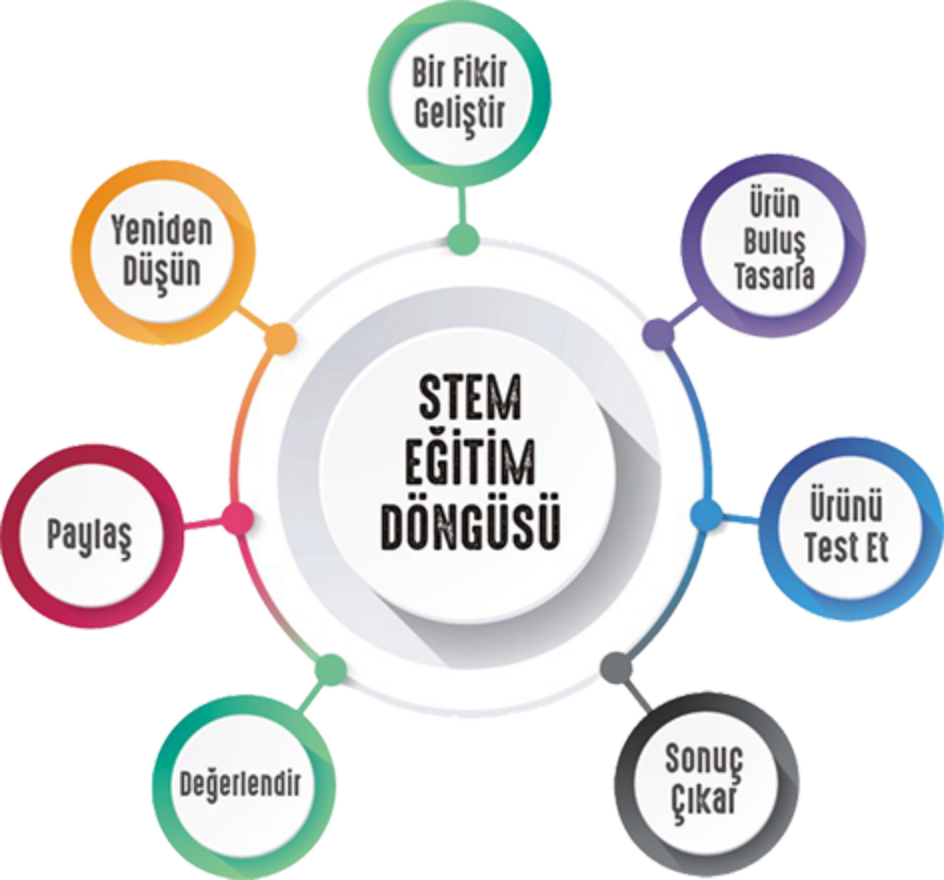 Bir Fikir
Geliştir
Ürün
Buluş
Tasarla
Ürünü
Test Et
Sonuç
Çıkar
Değerlendir
Paylaş
Yeniden
Düşün
STEM
EĞİTİM
DÖNGÜSÜ